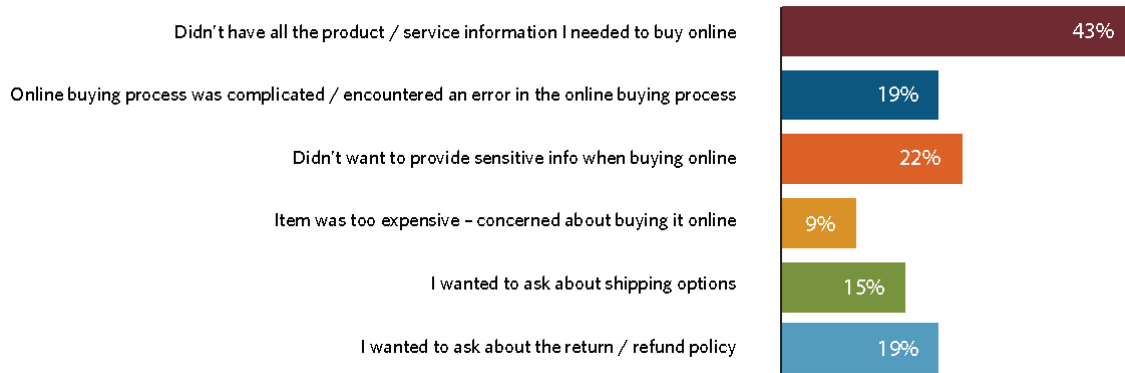 Didn't have all the product / service information I needed to buy online 43%
Online buying process was complicated / encountered an error in the online buying process 19%
Didn't want to provide sensitive info when buying online 22%
Item was too expensive – concerned about buying it online 9%
I wanted to ask about shipping options 15%
I wanted to ask about the return / refund policy 19%